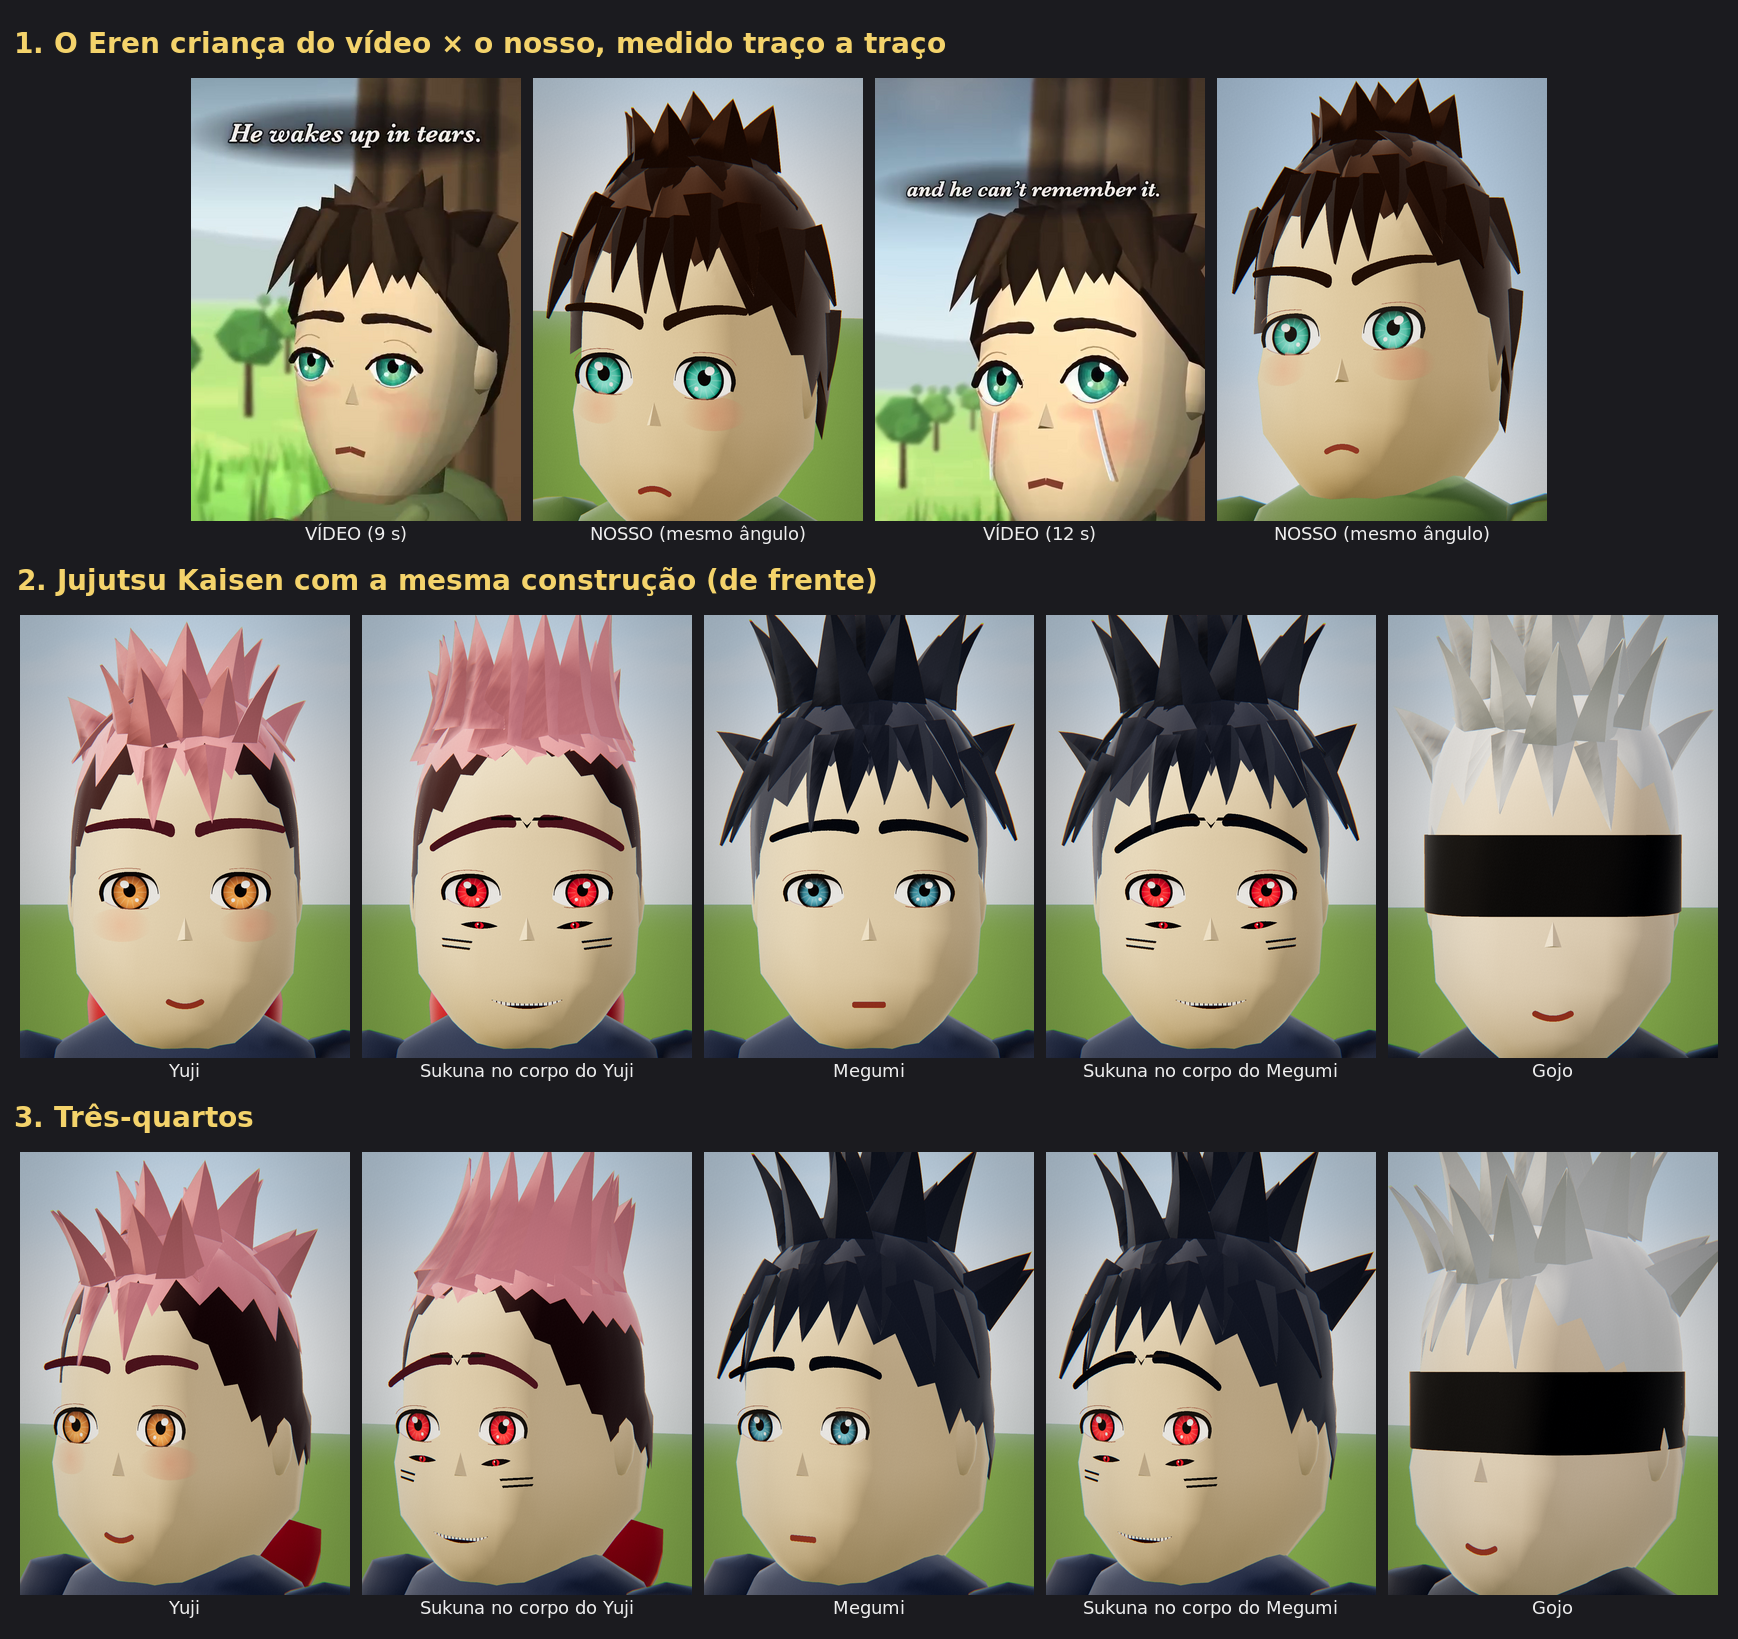 1. O Eren criança do vídeo × o nosso, medido traço a traço
He wakes up in tears.
and he can’t remember it.
VÍDEO (9 s)
NOSSO (mesmo ângulo)
VÍDEO (12 s)
NOSSO (mesmo ângulo)
2. Jujutsu Kaisen com a mesma construção (de frente)
Yuji
Sukuna no corpo do Yuji
Megumi
Sukuna no corpo do Megumi
Gojo
3. Três-quartos
Yuji
Sukuna no corpo do Yuji
Megumi
Sukuna no corpo do Megumi
Gojo